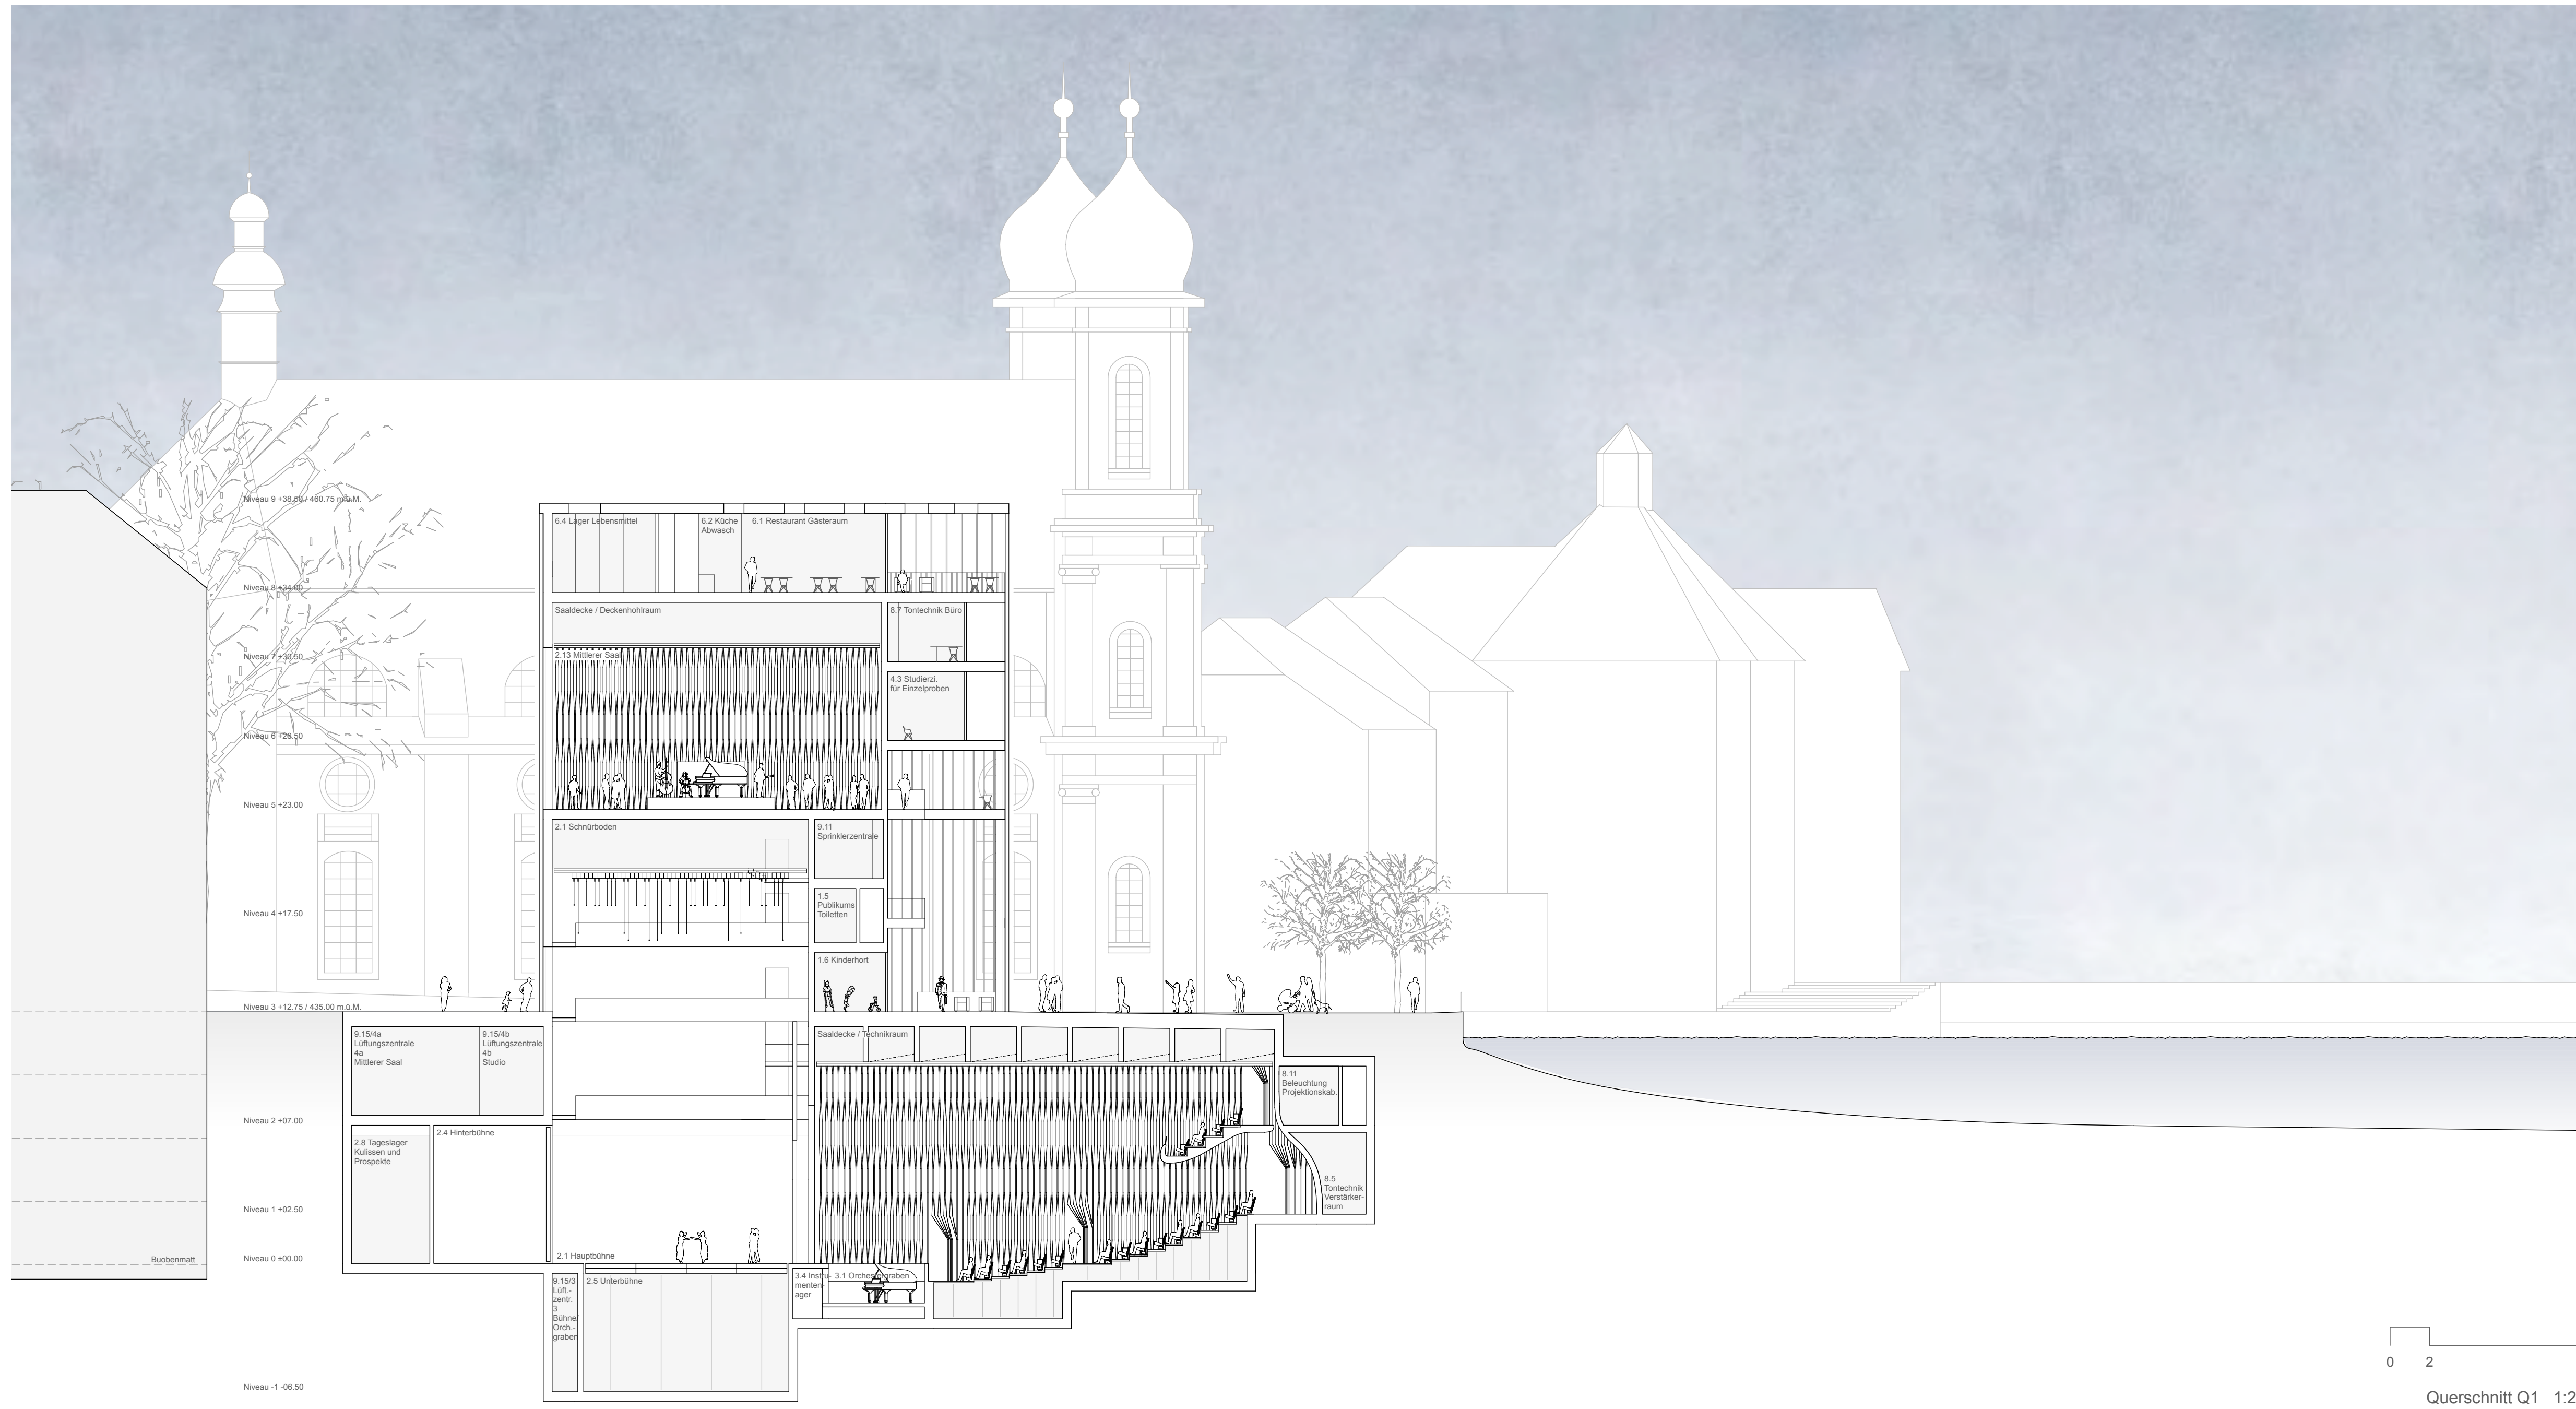 Niveau 9 +38.50 / 460.75 m.ü.M.
6.4 Lager Lebensmittel
6.2 Küche
Abwasch
6.1 Restaurant Gästeraum
Niveau 8 +34.00
Saaldecke / Deckenhohlraum
8.7 Tontechnik Büro
Niveau 7 +30.50
2.13 Mittlerer Saal
4.3 Studierzi.
für Einzelproben
Niveau 6 +26.50
Niveau 5 +23.00
2.1 Schnürboden
9.11
Sprinklerzentrale
1.5
Publikums
Toiletten
Niveau 4 +17.50
1.6 Kinderhort
Niveau 3 +12.75 / 435.00 m.ü.M.
9.15/4a
Lüftungszentrale
4a
Mittlerer Saal
9.15/4b
Lüftungszentrale
4b
Studio
Saaldecke / Technikraum
8.11
Beleuchtung
Projektionskab.
Niveau 2 +07.00
2.8 Tageslager
Kulissen und
Prospekte
2.4 Hinterbühne
8.5
Tontechnik
Verstärker-
raum
Niveau 1 +02.50
Buobenmatt
Niveau 0 ±00.00
2.1 Hauptbühne
9.15/3
Lüft.-
zentr.
3
Bühne/
Orch.-
graben
2.5 Unterbühne
3.4 Instru-
menten-
lager
3.1 Orchestergraben
Niveau -1 -06.50
0 2
Querschnitt Q1 1:2